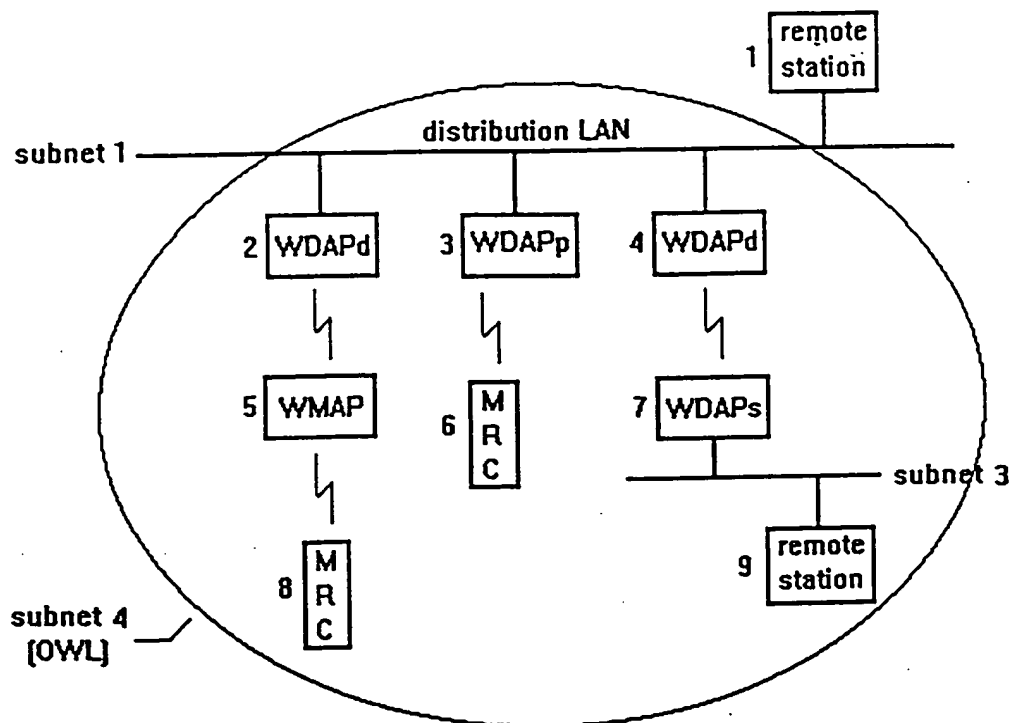 remote
station
1
distribution LAN
subnet 1
2 WDAPd
3 WDAPp
4 WDAPd
5 WMAP
6 M
R
C
7 WDAPs
subnet 3
8 M
R
C
9 remote
station
subnet 4
[OWL]